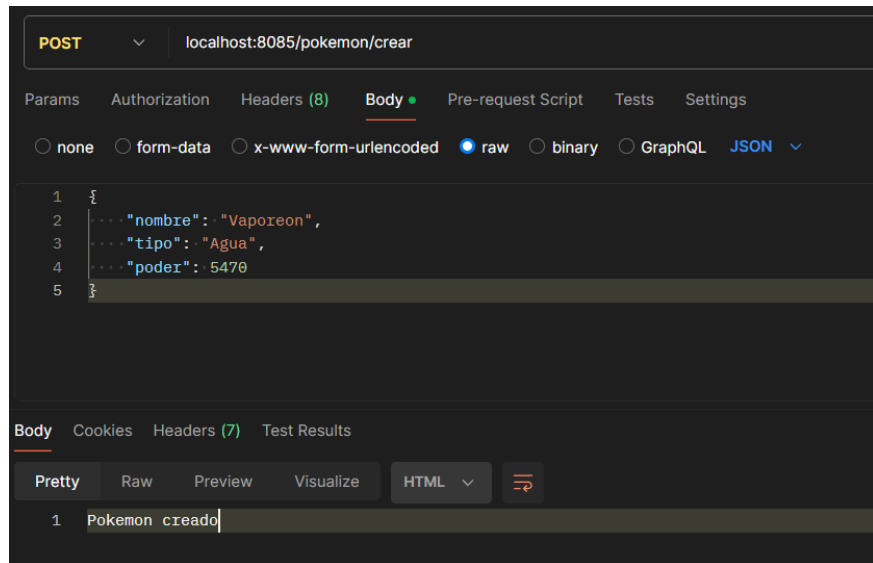 POST localhost:8085/pokemon/crear
Params Authorization Headers (8) Body Pre-request Script Tests Settings
none form-data x-www-form-urlencoded raw binary GraphQL JSON
1 {
2 "nombre": "Vaporeon",
3 "tipo": "Agua",
4 "poder": 5470
5 }
Body Cookies Headers (7) Test Results
Pretty Raw Preview Visualize HTML
1 Pokemon creado